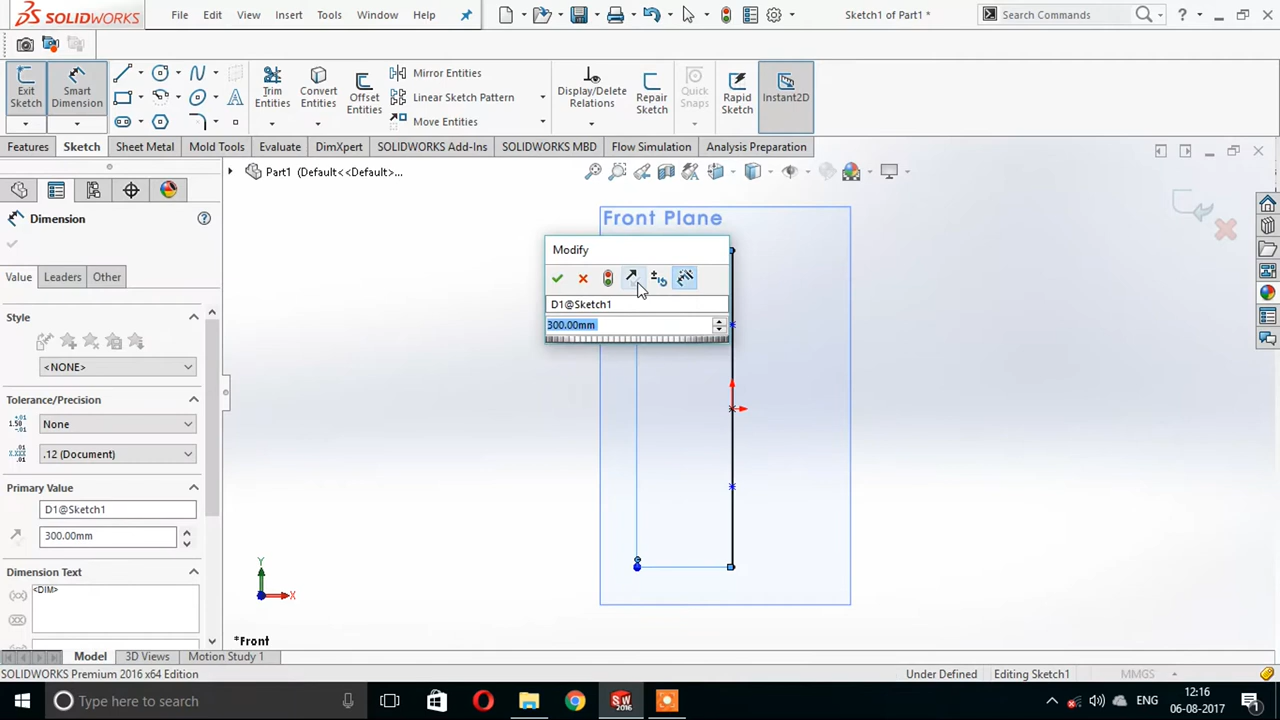 SOLIDWORKS File Edit View Insert Tools Window Help Sketch1 of Part1 * Search Commands ?
Exit Sketch Smart Dimension Trim Entities Convert Entities Offset Entities Mirror Entities Linear Sketch Pattern Move Entities Display/Delete Relations Repair Sketch Quick Snaps Rapid Sketch Instant2D
Features Sketch Sheet Metal Mold Tools Evaluate DimXpert SOLIDWORKS Add-Ins SOLIDWORKS MBD Flow Simulation Analysis Preparation
Part1 (Default<<Default>...
Dimension ?
Value Leaders Other
Style
<NONE>
Tolerance/Precision
None
.12 (Document)
Primary Value
D1@Sketch1
300.00mm
Dimension Text
<DIM>
Front Plane
Modify
D1@Sketch1
300.00mm
Y
X
*Front
Model 3D Views Motion Study 1
SOLIDWORKS Premium 2016 x64 Edition Under Defined Editing Sketch1 MMGS
Type here to search ENG 12:16
06-08-2017